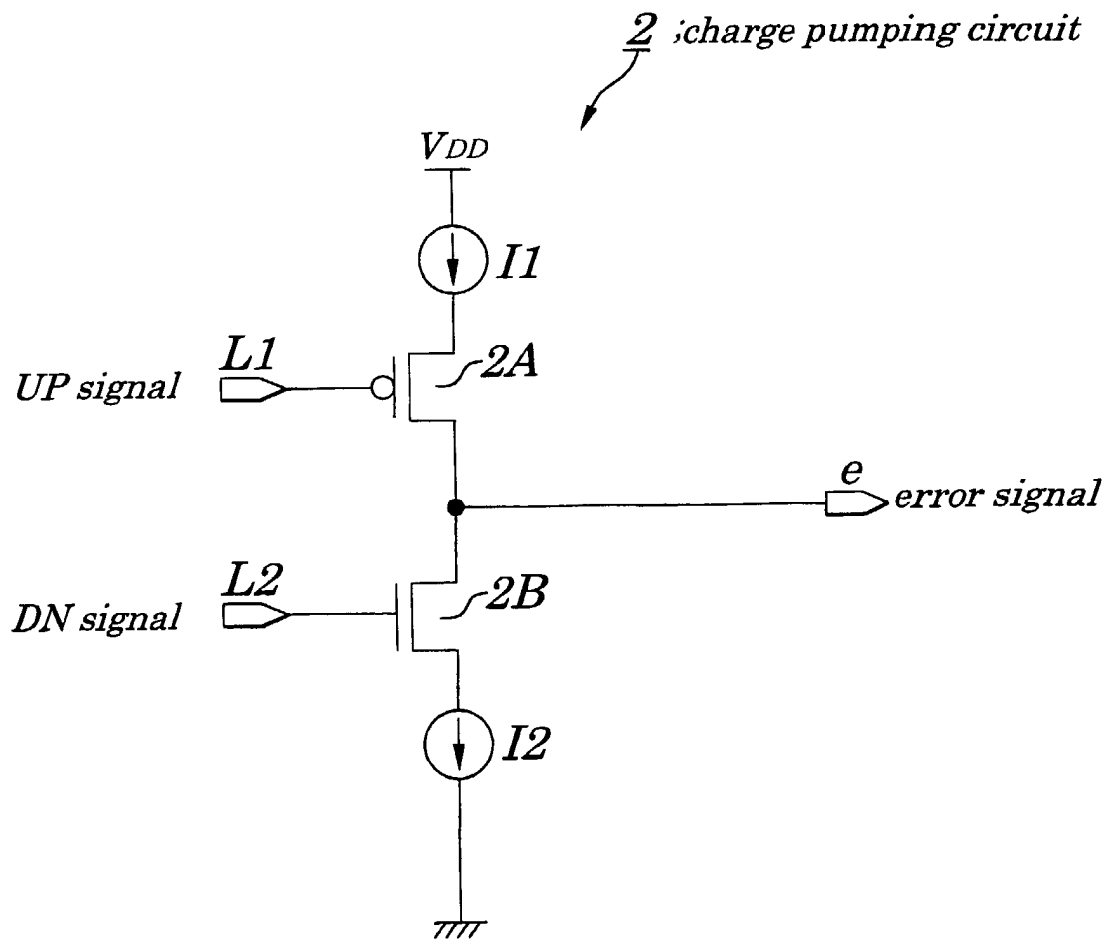 2 ;charge pumping circuit
VDD
I1
L1
2A
UP signal
e
error signal
L2
2B
DN signal
I2